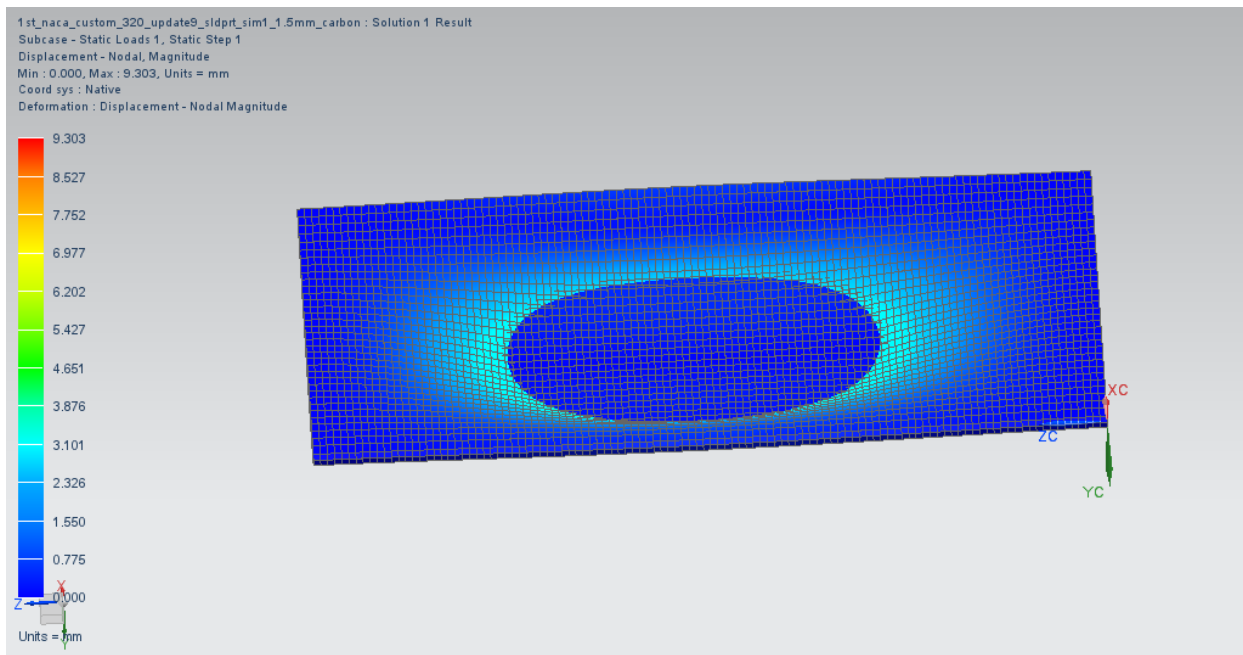 1st_naca_custom_320_update9_sldprt_sim1_1.5mm_carbon : Solution 1 Result
Subcase - Static Loads 1, Static Step 1
Displacement - Nodal, Magnitude
Min : 0.000, Max : 9.303, Units = mm
Coord sys : Native
Deformation : Displacement - Nodal Magnitude
9.303
8.527
7.752
6.977
6.202
5.427
4.651
3.876
3.101
2.326
1.550
0.775
0.000
X
Z
Y
Units = mm
XC
ZC
YC